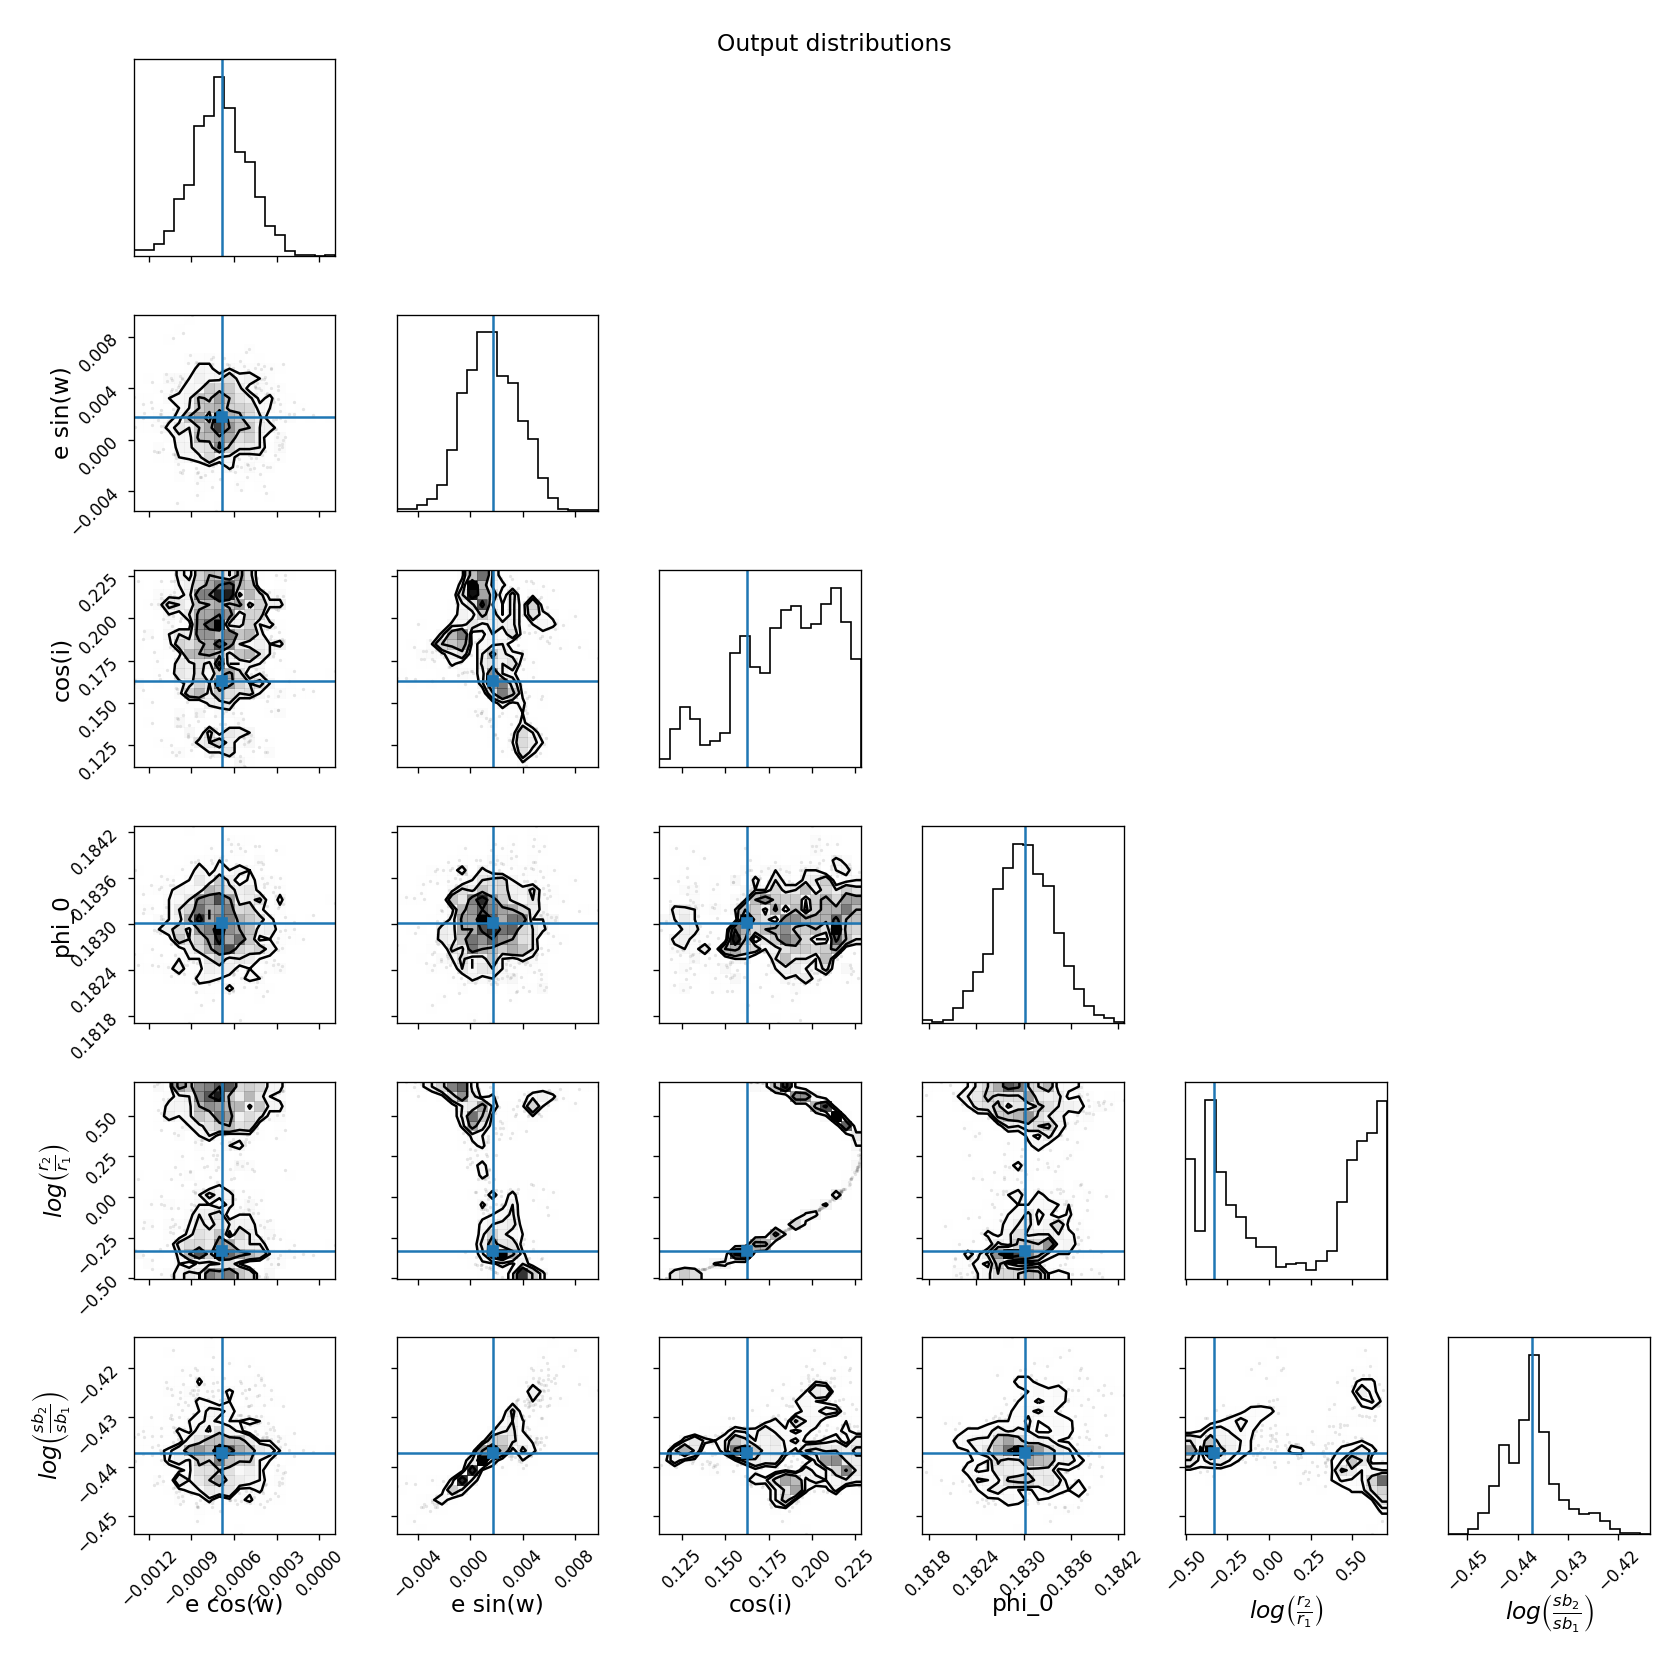 Output distributions
e sin(w)
0.008
0.004
0.000
−0.004
cos(i)
0.225
0.200
0.175
0.150
0.125
phi_0
0.1842
0.1836
0.1830
0.1824
0.1818
log(r2/r1)
0.50
0.25
0.00
−0.25
−0.50
log(sb2/sb1)
−0.42
−0.43
−0.44
−0.45
−0.0012 −0.0009 −0.0006 −0.0003 0.0000
−0.004 0.000 0.004 0.008
0.125 0.150 0.175 0.200 0.225
0.1818 0.1824 0.1830 0.1836 0.1842
−0.50 −0.25 0.00 0.25 0.50
−0.45 −0.44 −0.43 −0.42
e cos(w) e sin(w) cos(i) phi_0 log(r2/r1) log(sb2/sb1)